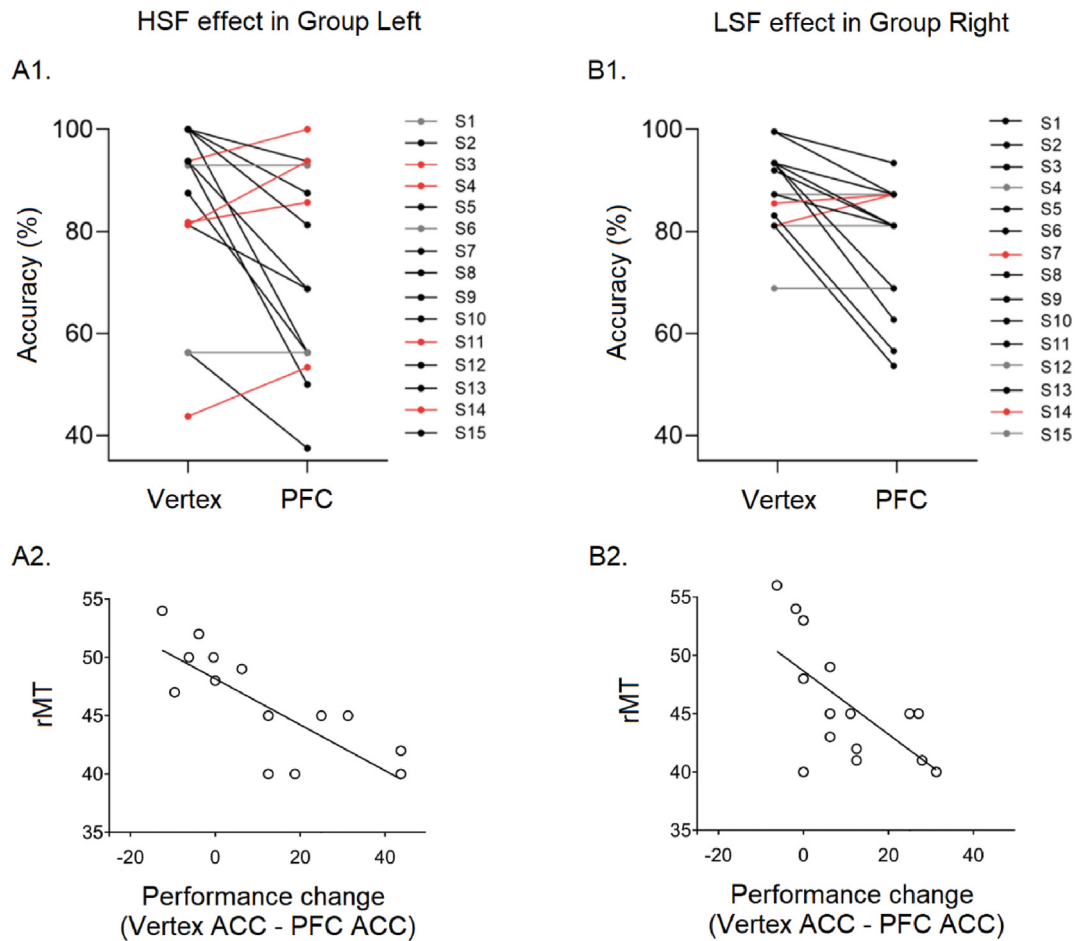 HSF effect in Group Left
LSF effect in Group Right
A1.
B1.
Accuracy (%)
100
80
60
40
Vertex
PFC
S1
S2
S3
S4
S5
S6
S7
S8
S9
S10
S11
S12
S13
S14
S15
Accuracy (%)
100
80
60
40
Vertex
PFC
S1
S2
S3
S4
S5
S6
S7
S8
S9
S10
S11
S12
S13
S14
S15
A2.
B2.
rMT
55
50
45
40
35
-20
0
20
40
Performance change
(Vertex ACC - PFC ACC)
rMT
55
50
45
40
35
-20
0
20
40
Performance change
(Vertex ACC - PFC ACC)